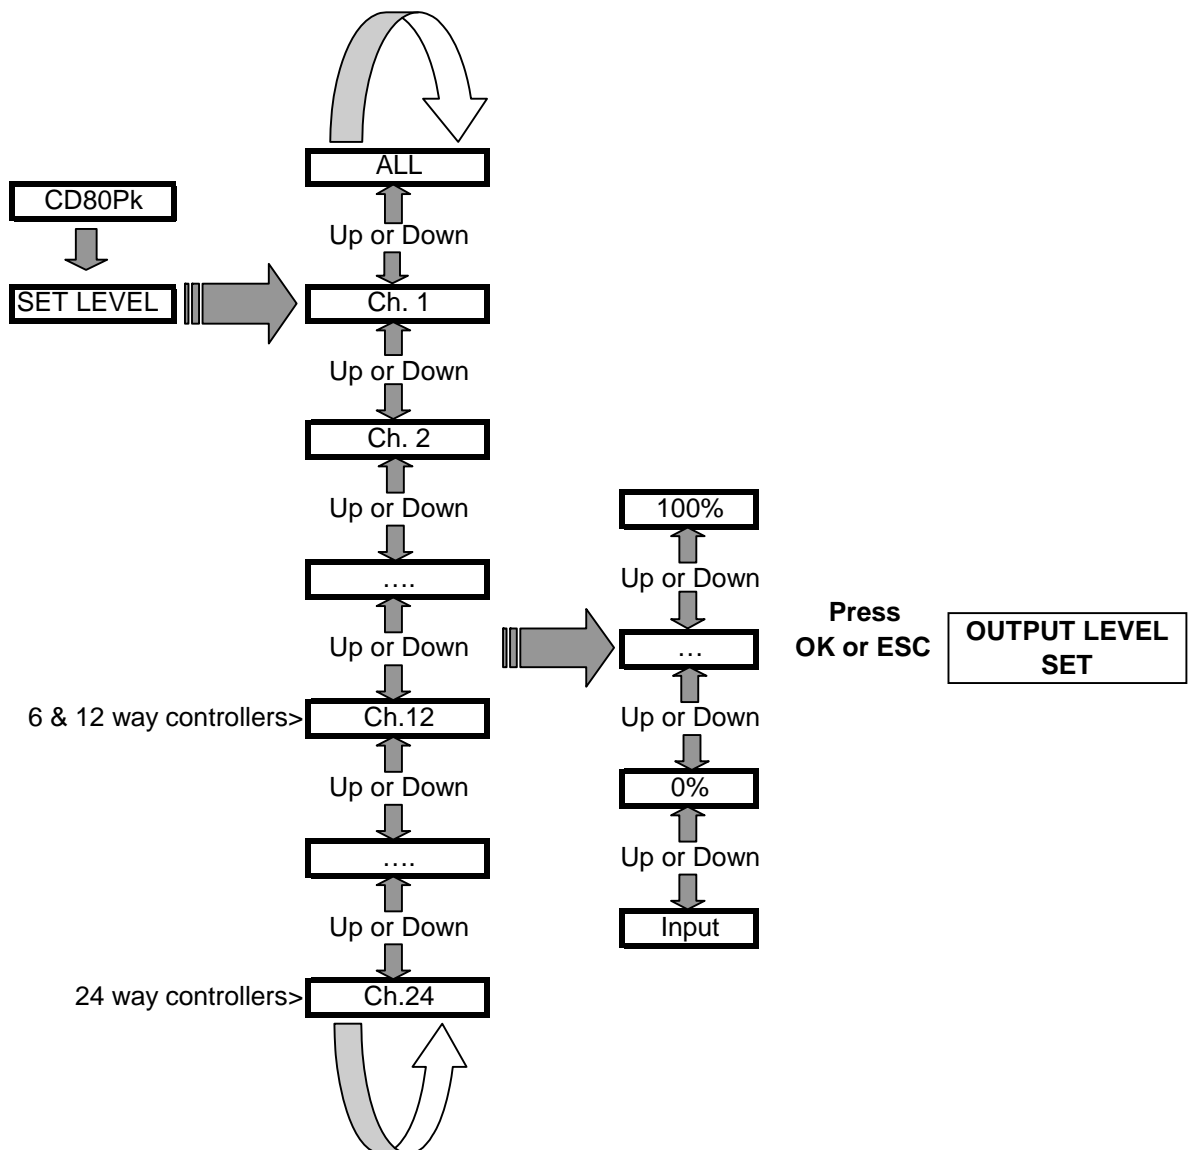 ALL
CD80Pk
Up or Down
SET LEVEL
Ch. 1
Up or Down
Ch. 2
Up or Down
....
Up or Down
6 & 12 way controllers>
Ch.12
Up or Down
....
Up or Down
24 way controllers>
Ch.24
100%
Up or Down
...
Up or Down
0%
Up or Down
Input
Press
OK or ESC
OUTPUT LEVEL
SET